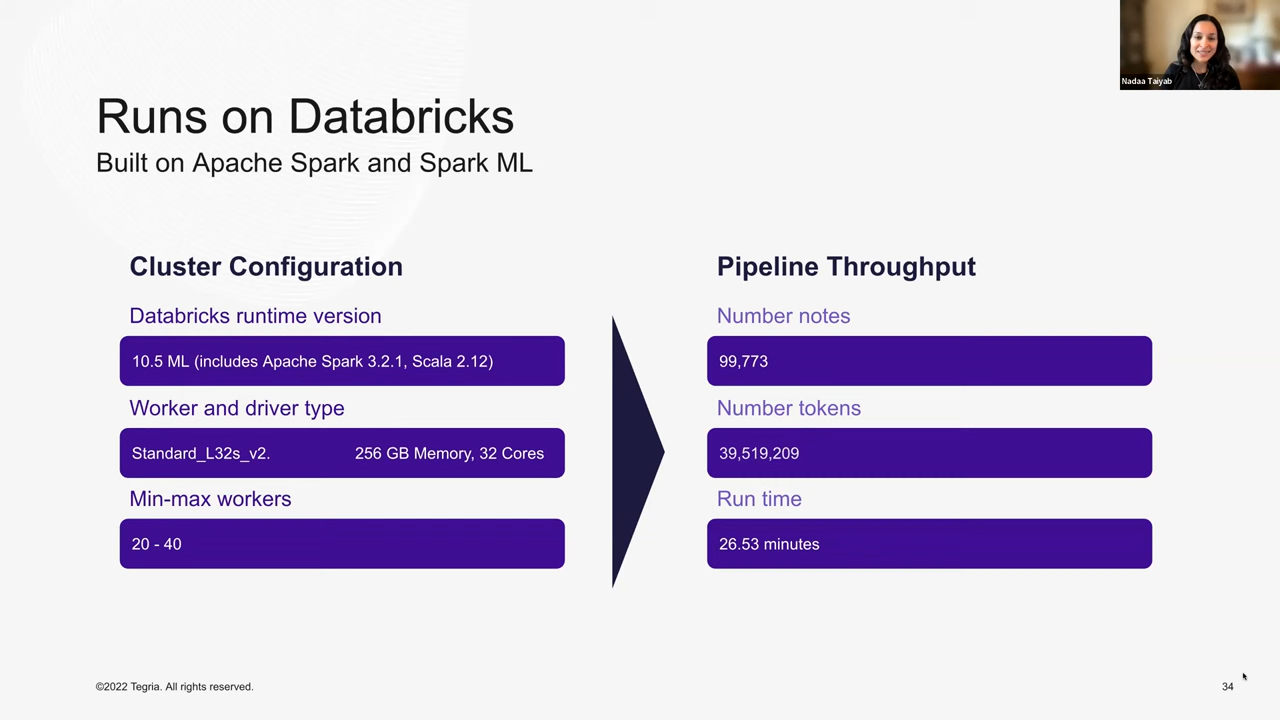 Nadaa Taiyab
Runs on Databricks
Built on Apache Spark and Spark ML
Cluster Configuration
Databricks runtime version
10.5 ML (includes Apache Spark 3.2.1, Scala 2.12)
Worker and driver type
Standard_L32s_v2. 256 GB Memory, 32 Cores
Min-max workers
20 - 40
Pipeline Throughput
Number notes
99,773
Number tokens
39,519,209
Run time
26.53 minutes
©2022 Tegria. All rights reserved.
34